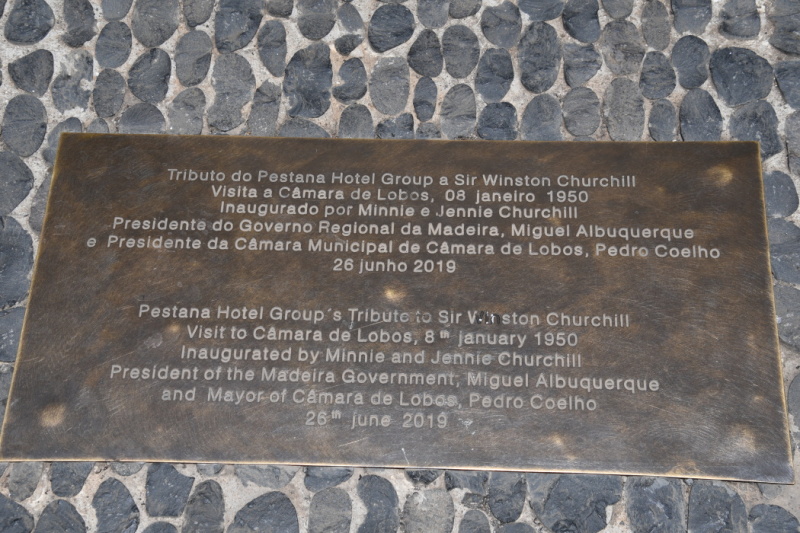 Tributo do Pestana Hotel Group a Sir Winston Churchill
Visita a Câmara de Lobos, 08 janeiro 1950
Inaugurado por Minnie e Jennie Churchill
Presidente do Governo Regional da Madeira, Miguel Albuquerque
e Presidente da Câmara Municipal de Câmara de Lobos, Pedro Coelho
26 junho 2019
Pestana Hotel Group´s Tribute to Sir Winston Churchill
Visit to Câmara de Lobos, 8th january 1950
Inaugurated by Minnie and Jennie Churchill
President of the Madeira Government, Miguel Albuquerque
and Mayor of Câmara de Lobos, Pedro Coelho
26th june 2019